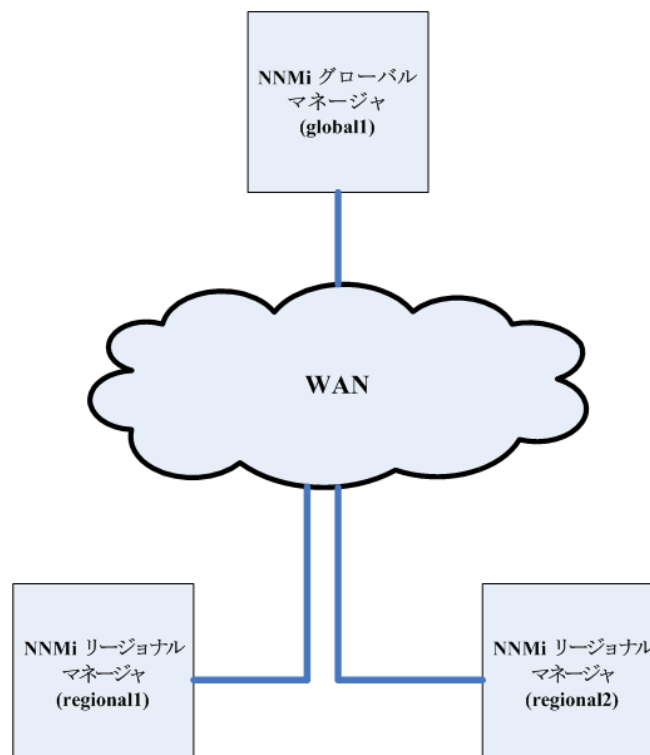 NNMi グローバル
マネージャ
(global1)
WAN
NNMi リージョナル
マネージャ
(regional1)
NNMi リージョナル
マネージャ
(regional2)